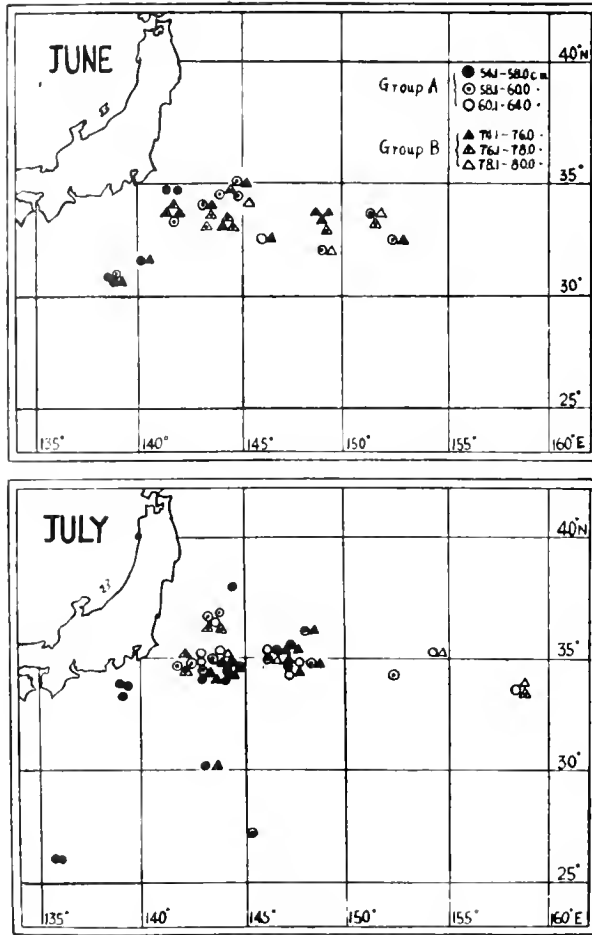 JUNE
40°N
Group A
54.1-58.0cm
58.1-60.0 "
60.1-64.0 "
Group B
74.1-76.0 "
76.1-78.0 "
78.1-80.0 "
35°
30°
25°
135° 140° 145° 150° 155° 160°E
JULY
40°N
35°
30°
25°
135° 140° 145° 150° 155° 160°E